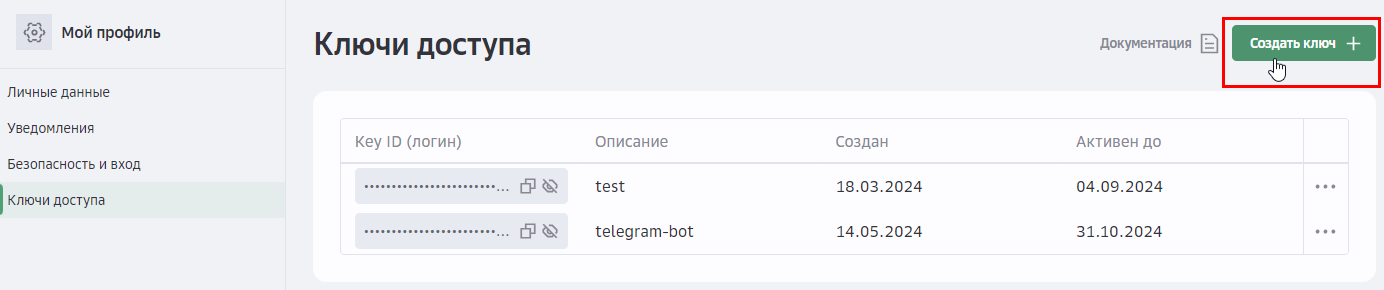 Мой профиль
Личные данные
Уведомления
Безопасность и вход
Ключи доступа
Ключи доступа
Документация
Создать ключ +
Key ID (логин) Описание Создан Активен до
••••••••••••••••••••••••... test 18.03.2024 04.09.2024 •••
••••••••••••••••••••••••... telegram-bot 14.05.2024 31.10.2024 •••